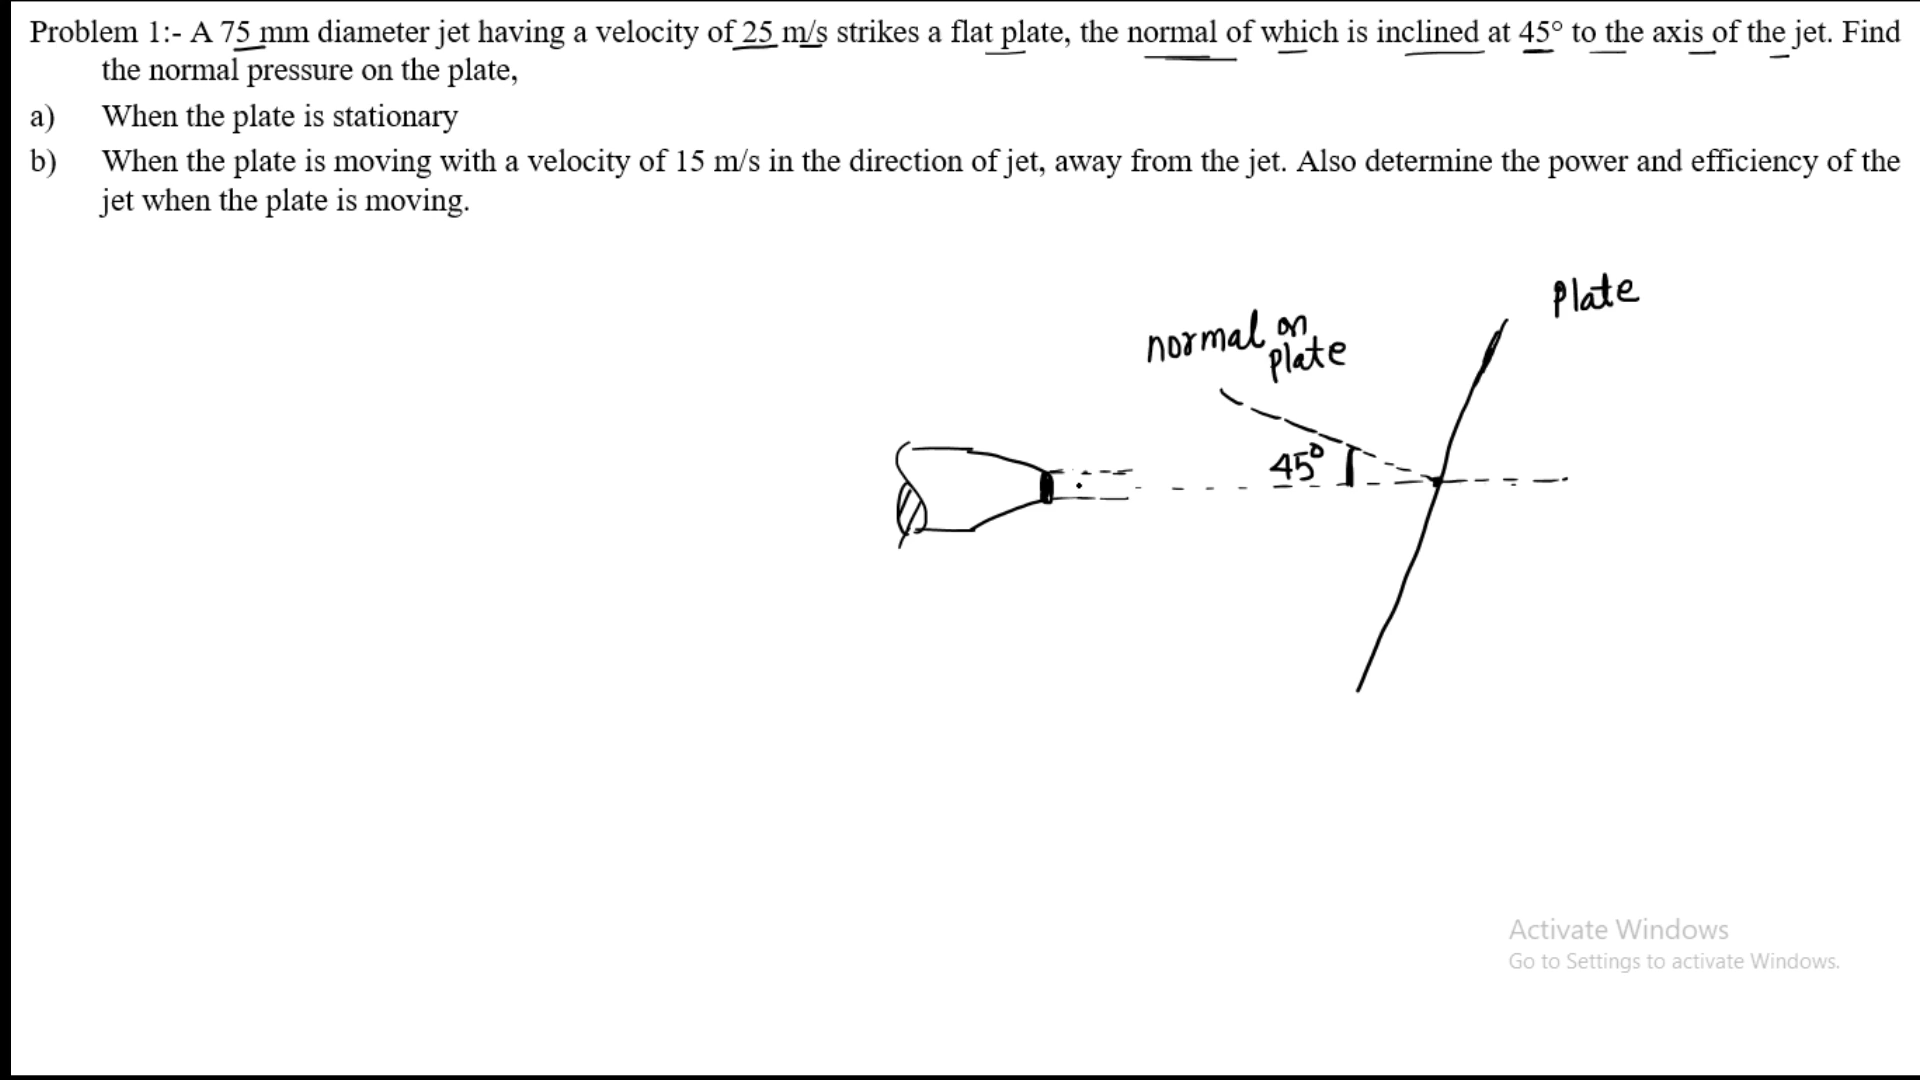 Problem 1:- A 75 mm diameter jet having a velocity of 25 m/s strikes a flat plate, the normal of which is inclined at 45° to the axis of the jet. Find
the normal pressure on the plate,
a) When the plate is stationary
b) When the plate is moving with a velocity of 15 m/s in the direction of jet, away from the jet. Also determine the power and efficiency of the
jet when the plate is moving.
Plate
normal on
plate
45°
Activate Windows
Go to Settings to activate Windows.